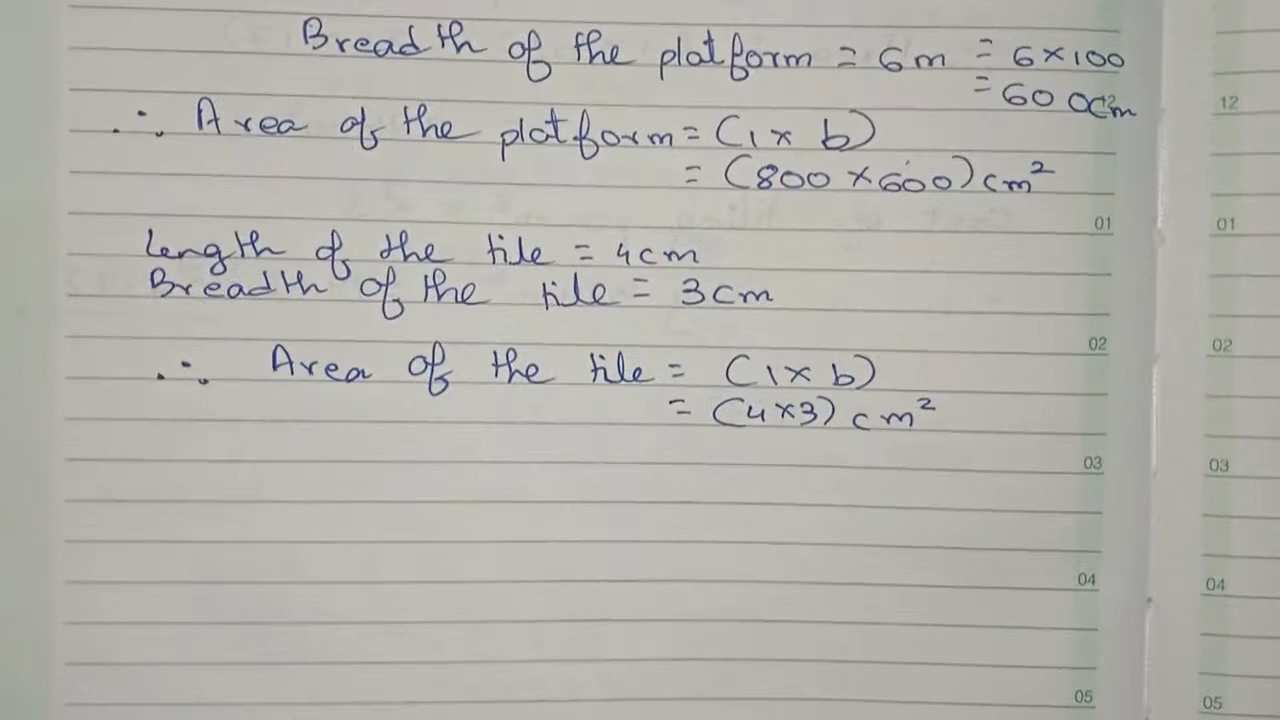 Breadth of the platform = 6m = 6×100
= 600cm
12
12
∴ Area of the platform = (l × b)
= (800 × 600) cm²
01
01
Length of the tile = 4cm
Breadth of the tile = 3cm
02
02
∴ Area of the tile = (l × b)
= (4×3) cm²
03
03
04
04
05
05